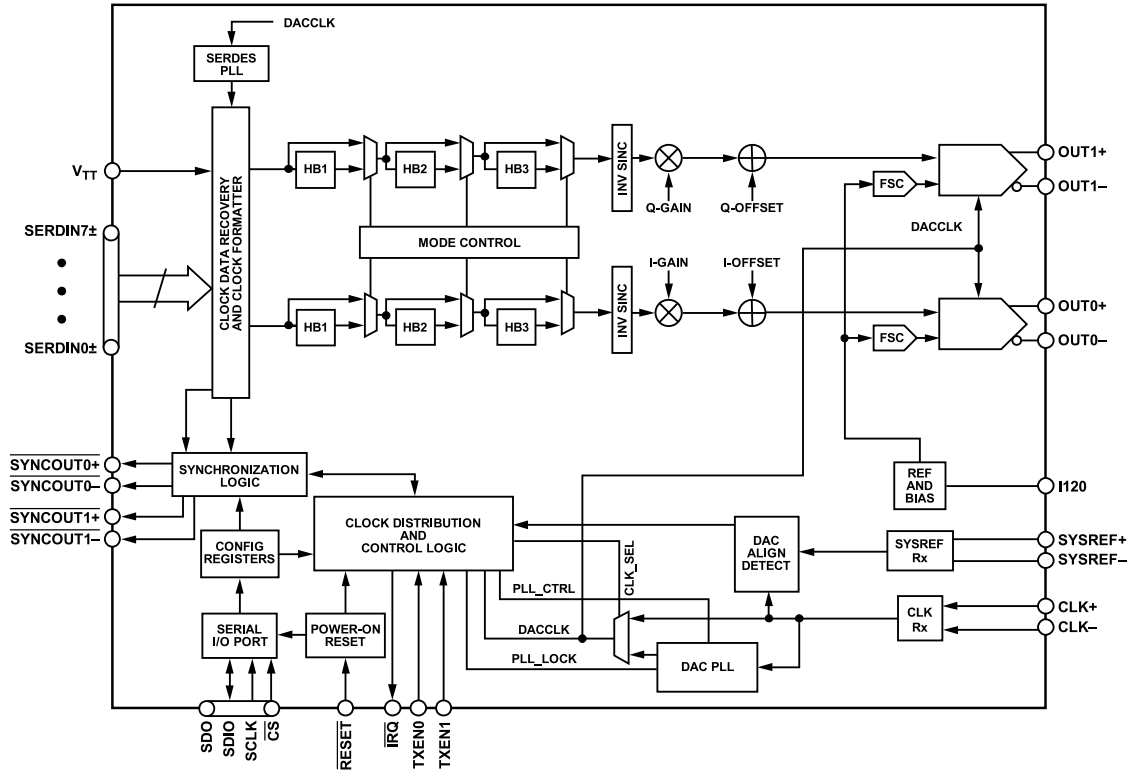 DACCLK
SERDES
PLL
VTT
SERDIN7±
SERDIN0±
CLOCK DATA RECOVERY
AND CLOCK FORMATTER
HB1
HB2
HB3
INV SINC
Q-GAIN
Q-OFFSET
FSC
OUT1+
OUT1–
MODE CONTROL
DACCLK
I-GAIN
I-OFFSET
HB1
HB2
HB3
INV SINC
FSC
OUT0+
OUT0–
SYNCOUT0+
SYNCOUT0–
SYNCOUT1+
SYNCOUT1–
SYNCHRONIZATION
LOGIC
CONFIG
REGISTERS
SERIAL
I/O PORT
POWER-ON
RESET
CLOCK DISTRIBUTION
AND
CONTROL LOGIC
CLK_SEL
PLL_CTRL
DACCLK
PLL_LOCK
DAC PLL
DAC
ALIGN
DETECT
REF
AND
BIAS
I120
SYSREF
Rx
SYSREF+
SYSREF–
CLK
Rx
CLK+
CLK–
SDO
SDIO
SCLK
CS
RESET
IRQ
TXEN0
TXEN1